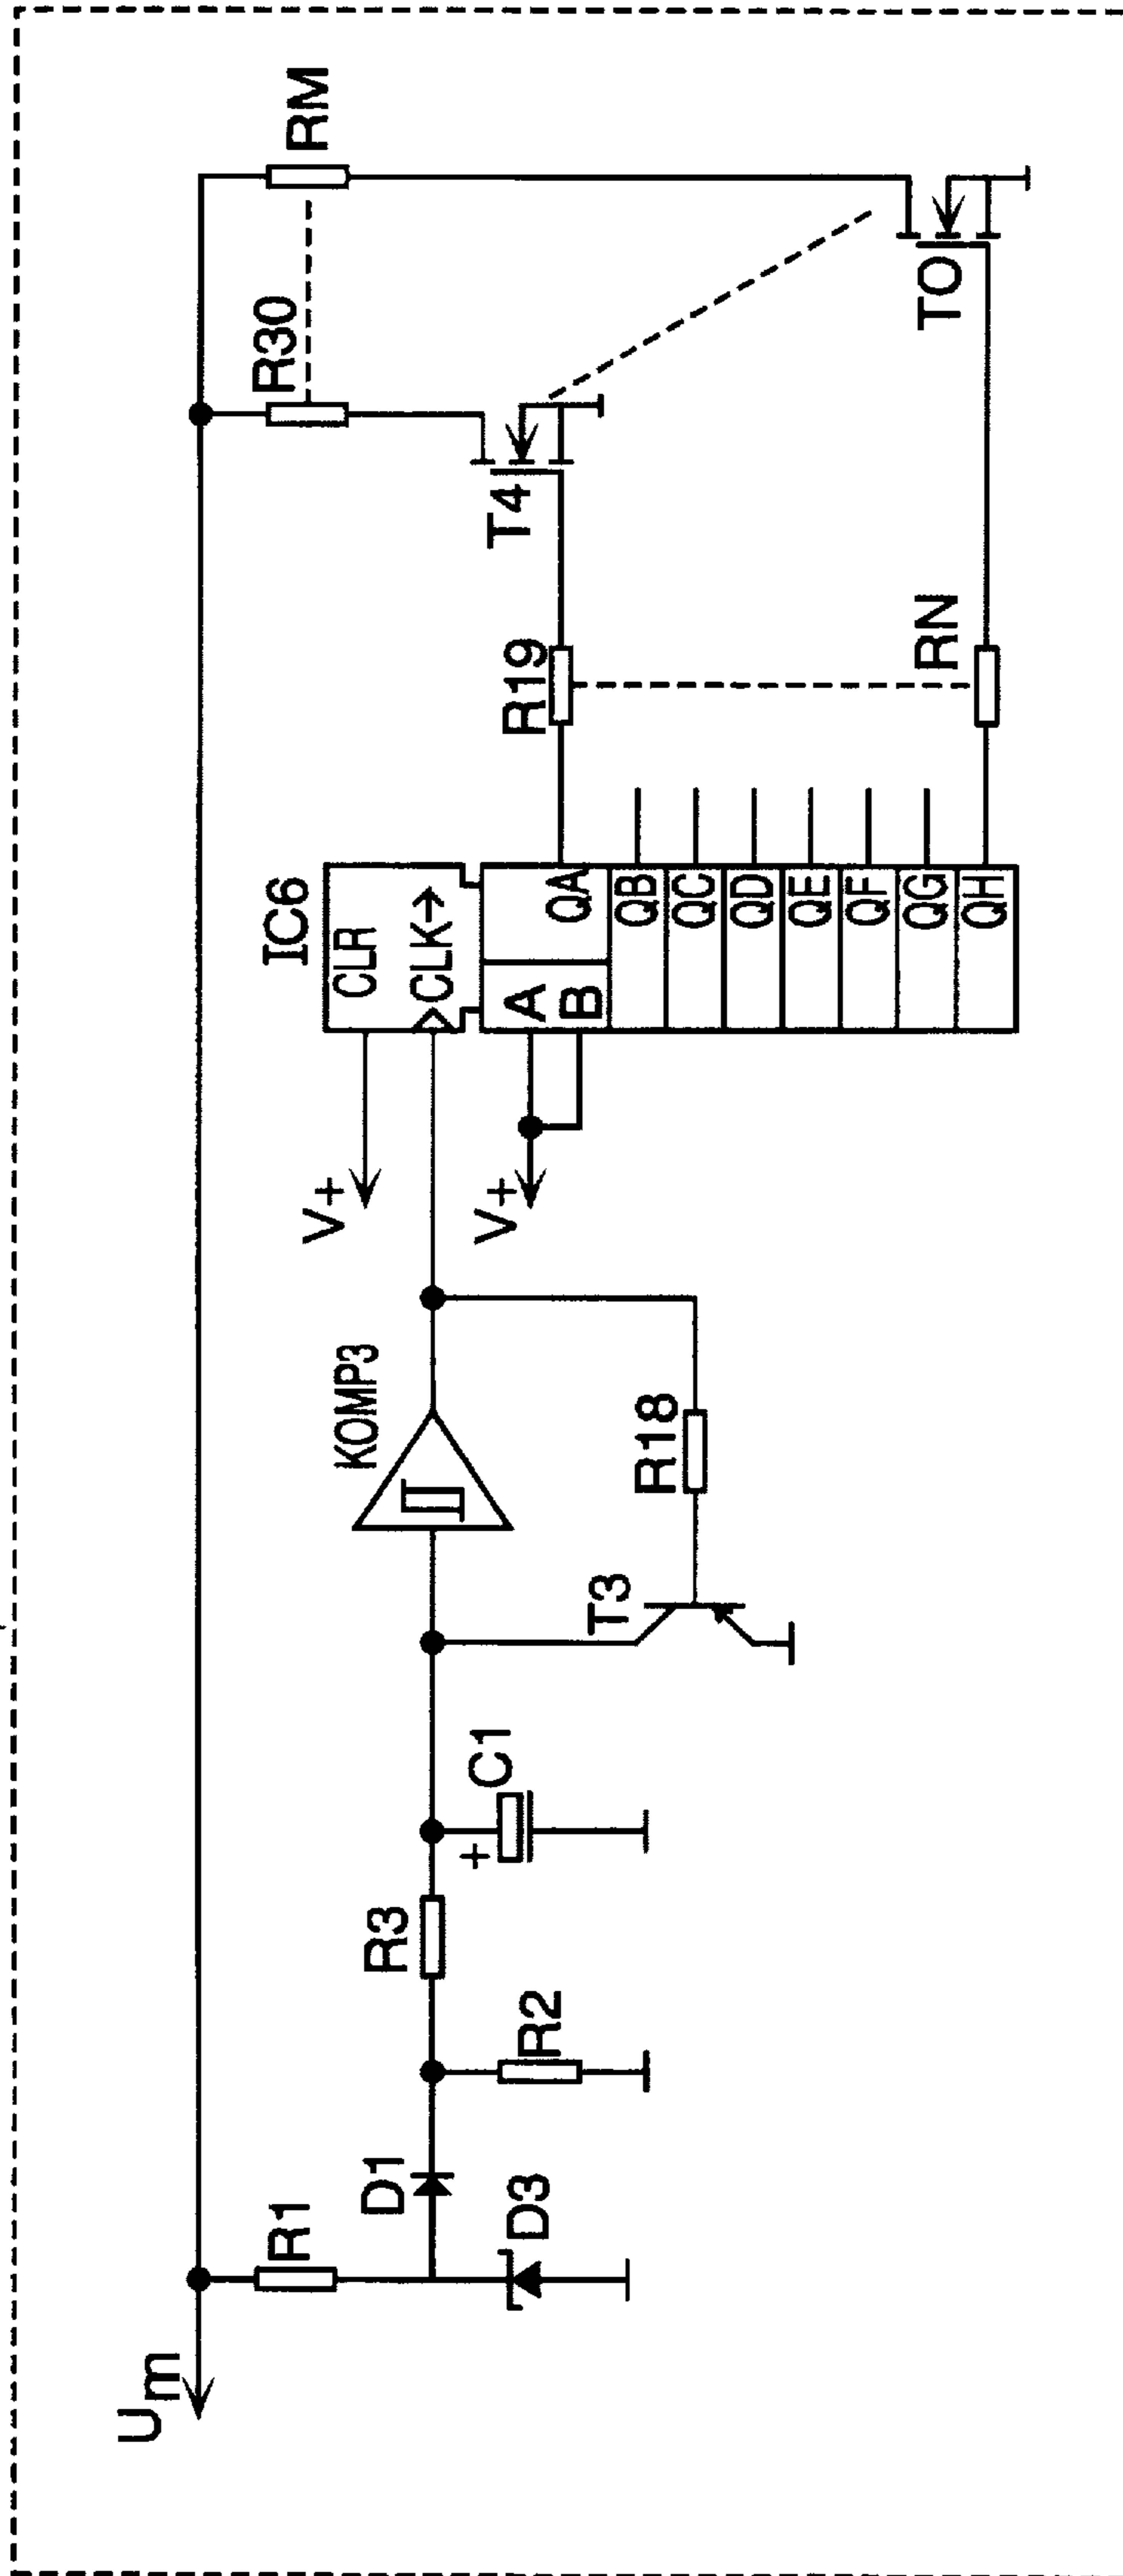 Um
R1
D1
D3
R2
R3
+
C1
T3
R18
KOMP3
V+
V+
IC6
CLR
CLK→
A
B
QA
QB
QC
QD
QE
QF
QG
QH
R19
RN
T4
TO
R30
RM